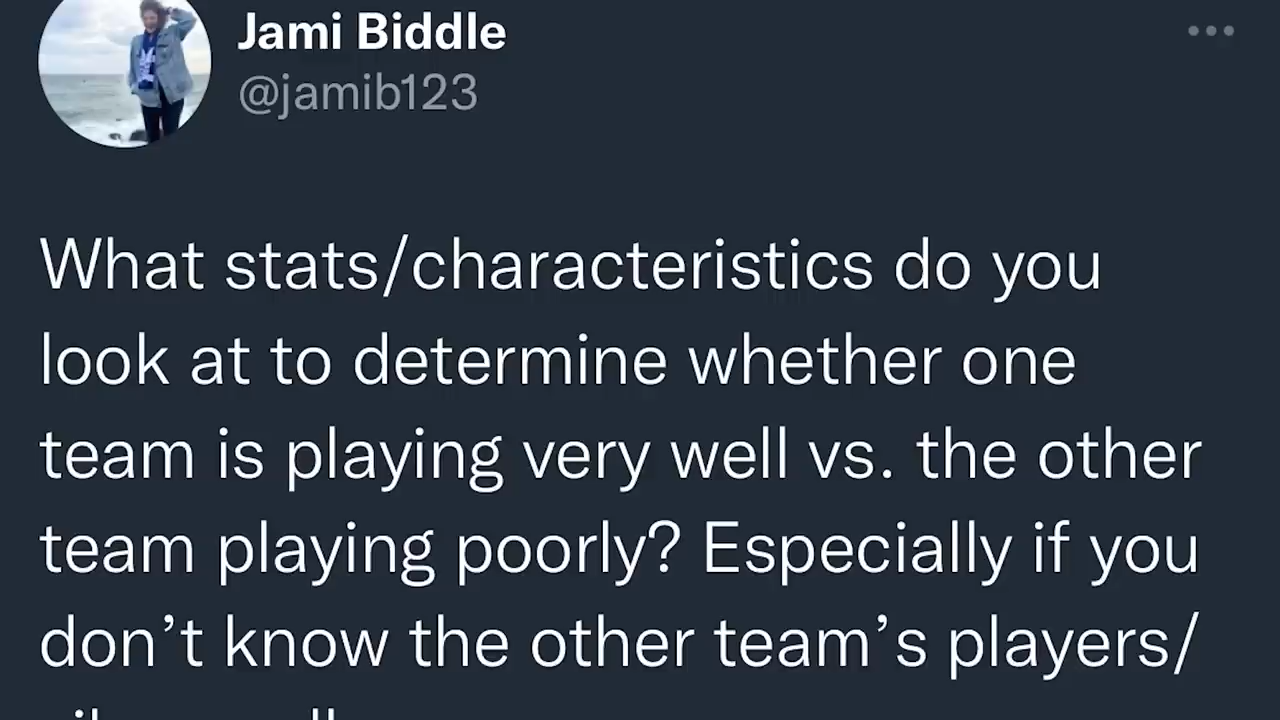 Jami Biddle
@jamib123
What stats/characteristics do you
look at to determine whether one
team is playing very well vs. the other
team playing poorly? Especially if you
don’t know the other team’s players/